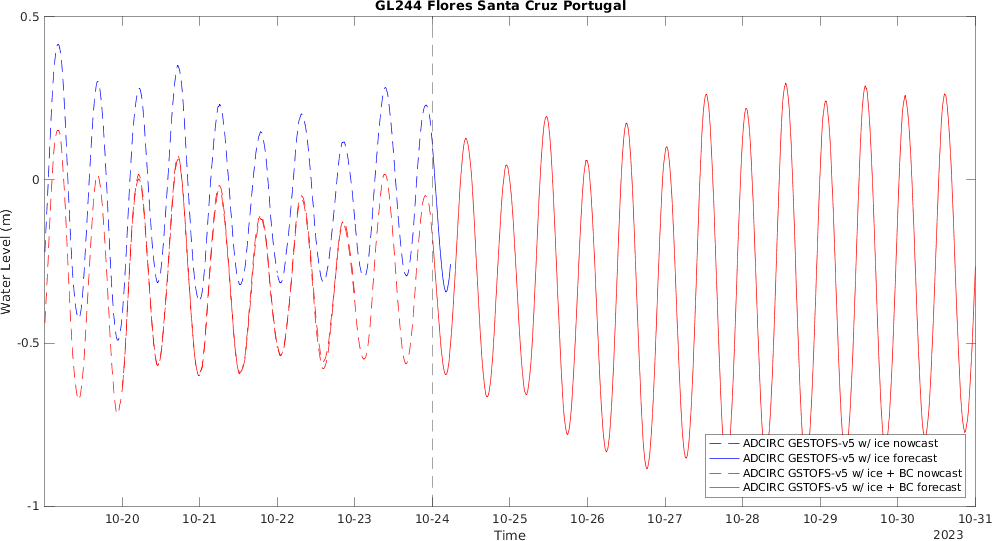 GL244 Flores Santa Cruz Portugal
0.5
0
-0.5
-1
Water Level (m)
ADCIRC GESTOFS-v5 w/ ice nowcast
ADCIRC GESTOFS-v5 w/ ice forecast
ADCIRC GSTOFS-v5 w/ ice + BC nowcast
ADCIRC GSTOFS-v5 w/ ice + BC forecast
10-20 10-21 10-22 10-23 10-24 10-25 10-26 10-27 10-28 10-29 10-30 10-31
Time
2023